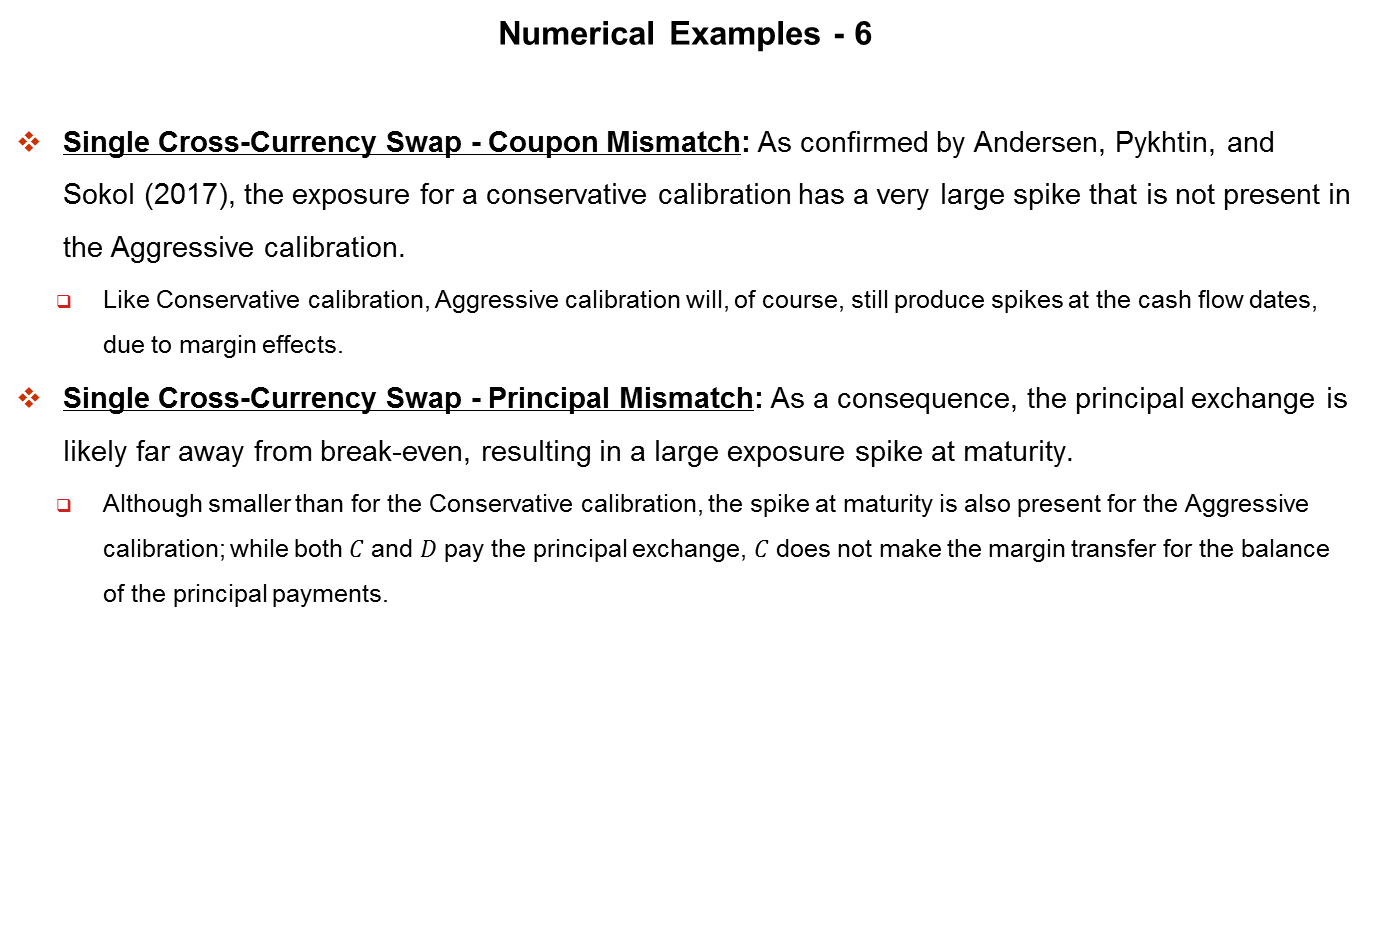 Numerical Examples - 6
Single Cross-Currency Swap - Coupon Mismatch: As confirmed by Andersen, Pykhtin, and
Sokol (2017), the exposure for a conservative calibration has a very large spike that is not present in
the Aggressive calibration.
Like Conservative calibration, Aggressive calibration will, of course, still produce spikes at the cash flow dates,
due to margin effects.
Single Cross-Currency Swap - Principal Mismatch: As a consequence, the principal exchange is
likely far away from break-even, resulting in a large exposure spike at maturity.
Although smaller than for the Conservative calibration, the spike at maturity is also present for the Aggressive
calibration; while both C and D pay the principal exchange, C does not make the margin transfer for the balance
of the principal payments.